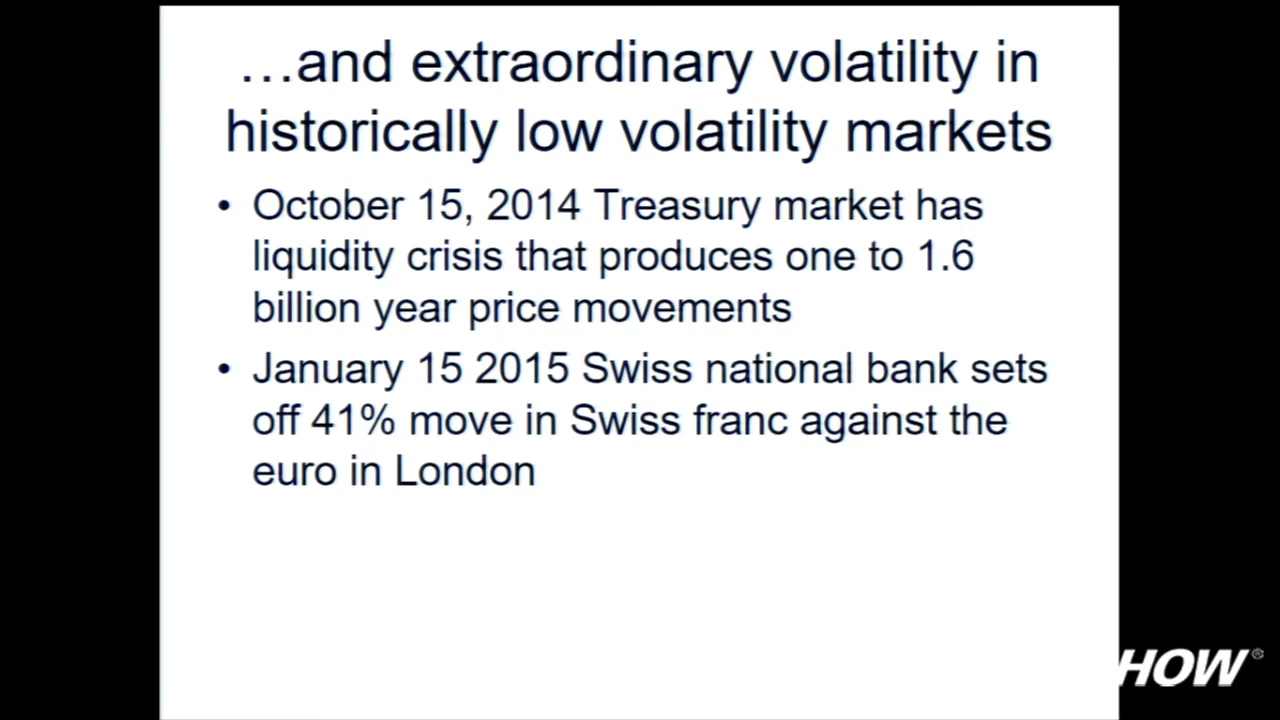 …and extraordinary volatility in
historically low volatility markets
• October 15, 2014 Treasury market has
liquidity crisis that produces one to 1.6
billion year price movements
• January 15 2015 Swiss national bank sets
off 41% move in Swiss franc against the
euro in London
HOW®